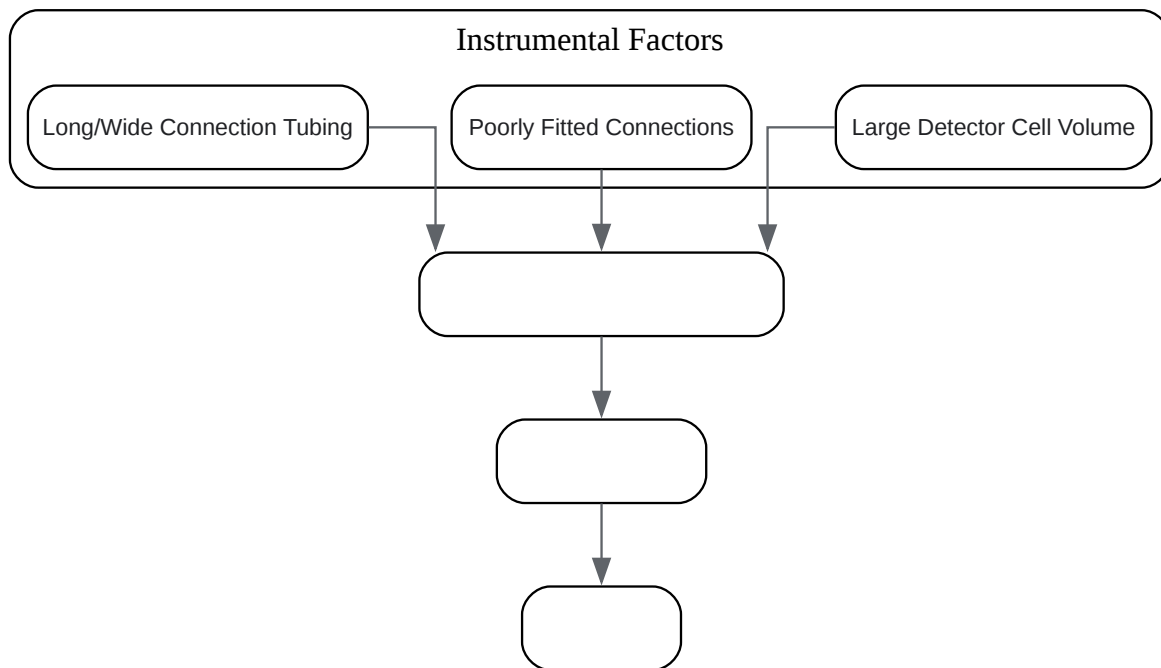 Instrumental Factors
Long/Wide Connection Tubing
Poorly Fitted Connections
Large Detector Cell Volume